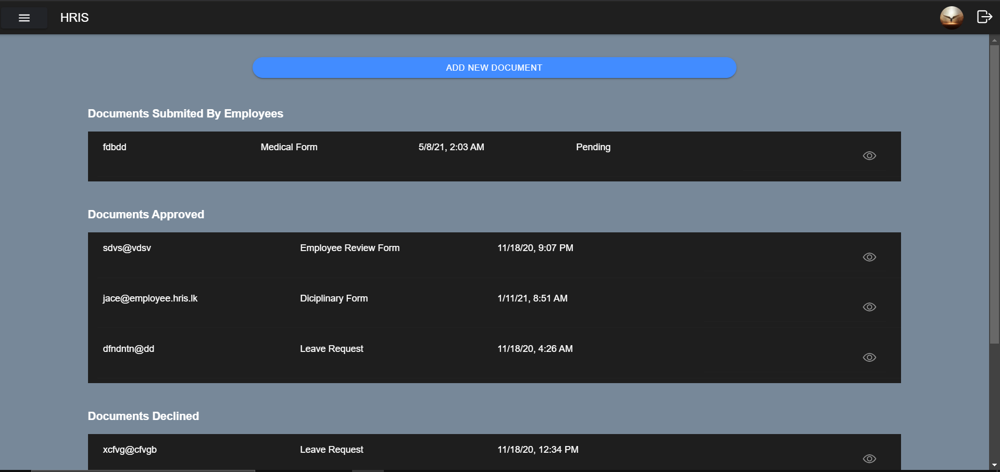 HRIS
ADD NEW DOCUMENT
Documents Submited By Employees
fdbdd Medical Form 5/8/21, 2:03 AM Pending
Documents Approved
sdvs@vdsv Employee Review Form 11/18/20, 9:07 PM
jace@employee.hris.lk Diciplinary Form 1/11/21, 8:51 AM
dfndntn@dd Leave Request 11/18/20, 4:26 AM
Documents Declined
xcfvg@cfvgb Leave Request 11/18/20, 12:34 PM